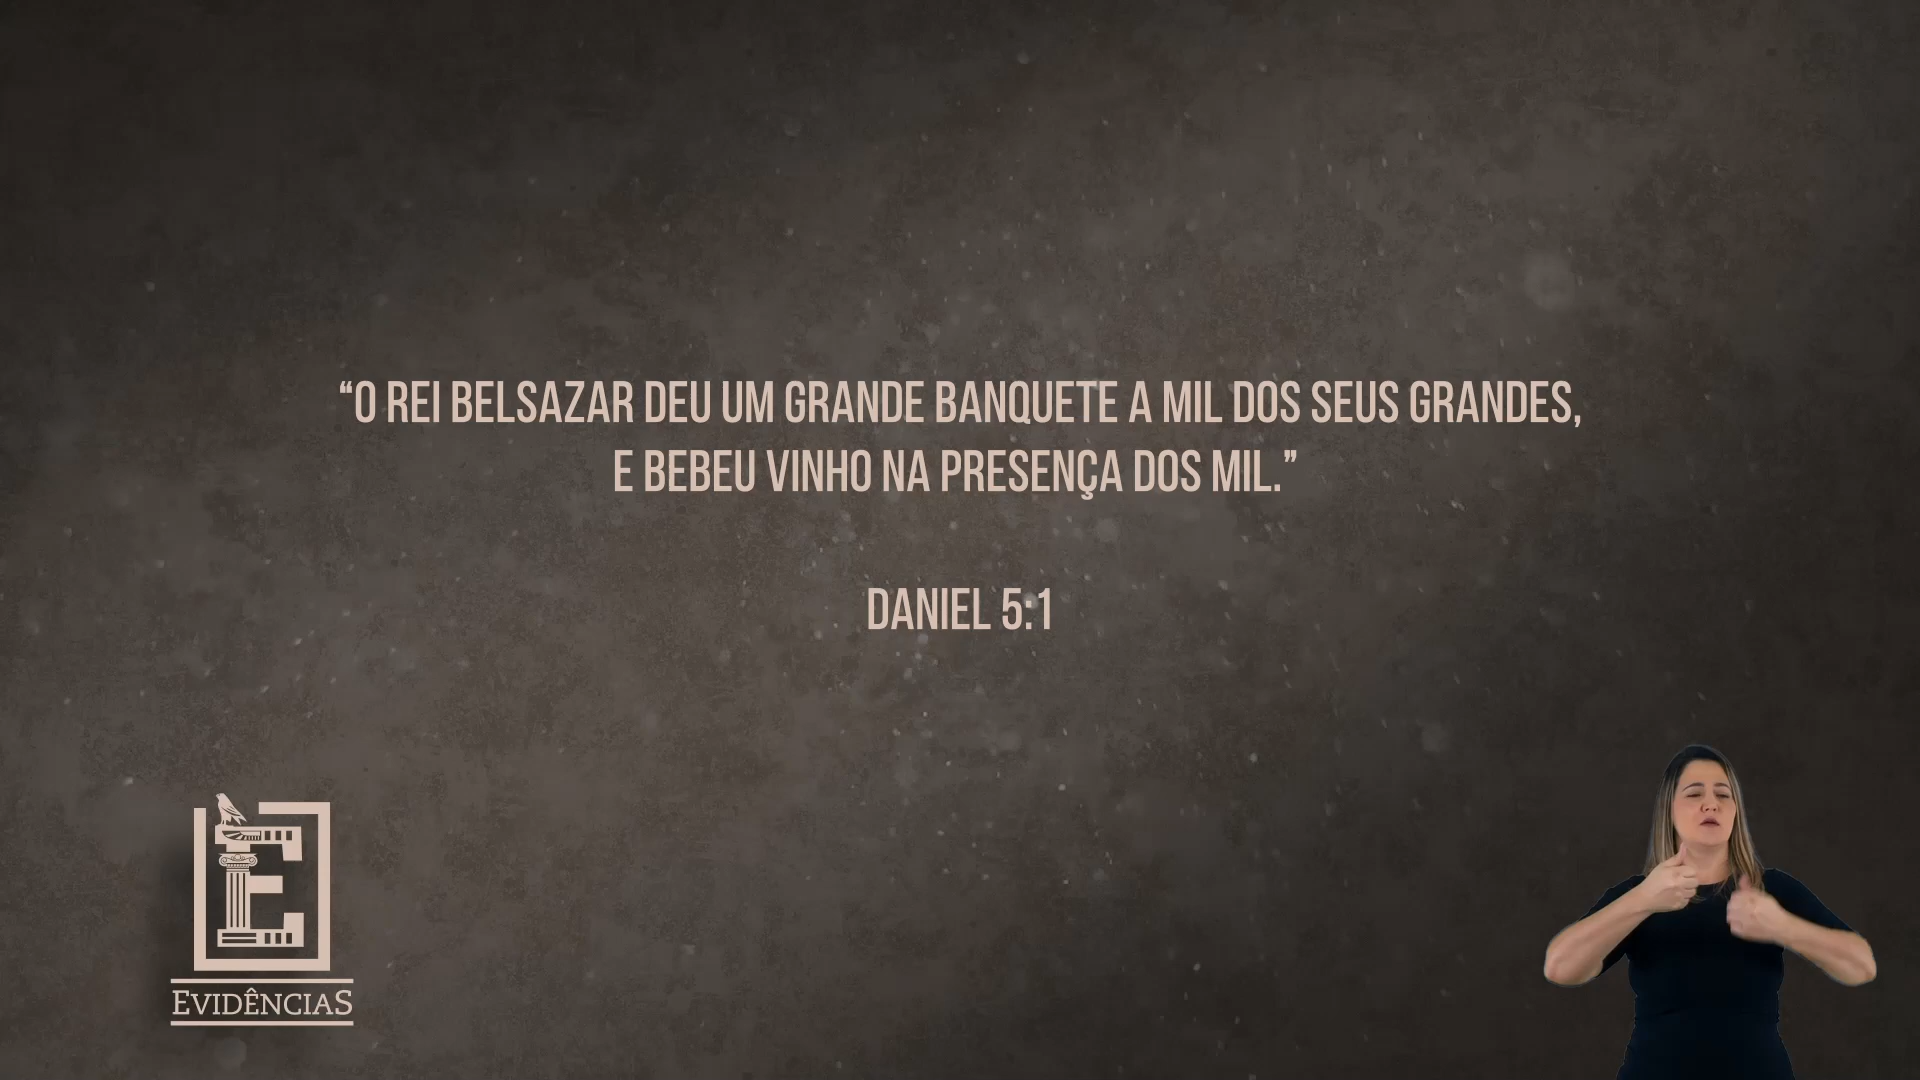 “O REI BELSAZAR DEU UM GRANDE BANQUETE A MIL DOS SEUS GRANDES,
E BEBEU VINHO NA PRESENÇA DOS MIL.”
DANIEL 5:1
E
EVIDÊNCIAS